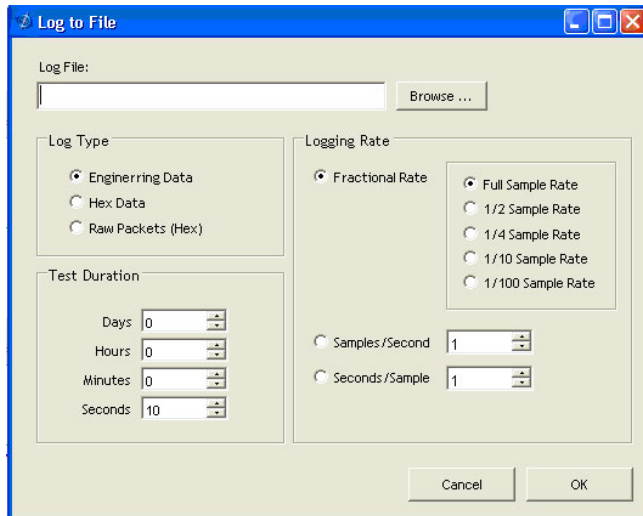 Log to File
Log File:
Browse ...
Log Type
Enginerring Data
Hex Data
Raw Packets (Hex)
Test Duration
Days 0
Hours 0
Minutes 0
Seconds 10
Logging Rate
Fractional Rate
Full Sample Rate
1/2 Sample Rate
1/4 Sample Rate
1/10 Sample Rate
1/100 Sample Rate
Samples/Second 1
Seconds/Sample 1
Cancel
OK